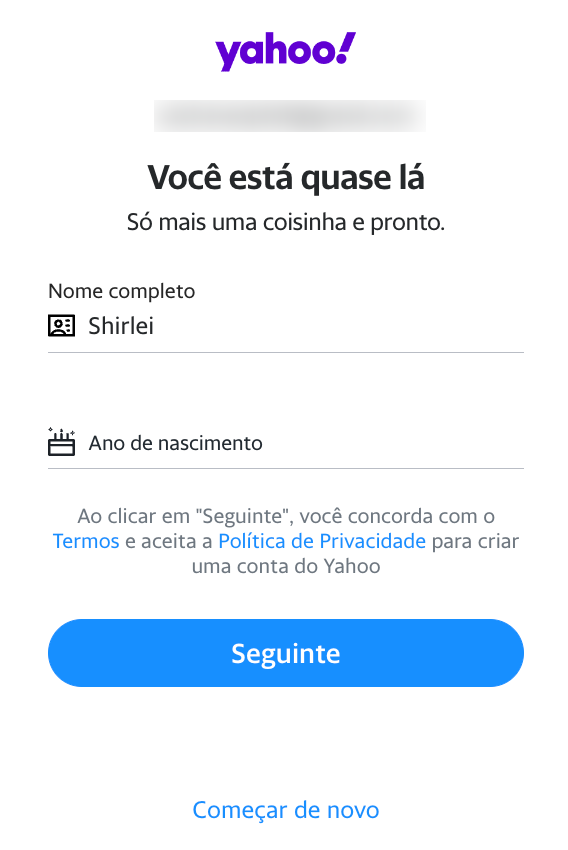 yahoo!
Você está quase lá
Só mais uma coisinha e pronto.
Nome completo
Shirlei
Ano de nascimento
Ao clicar em "Seguinte", você concorda com o
Termos e aceita a Política de Privacidade para criar
uma conta do Yahoo
Seguinte
Começar de novo